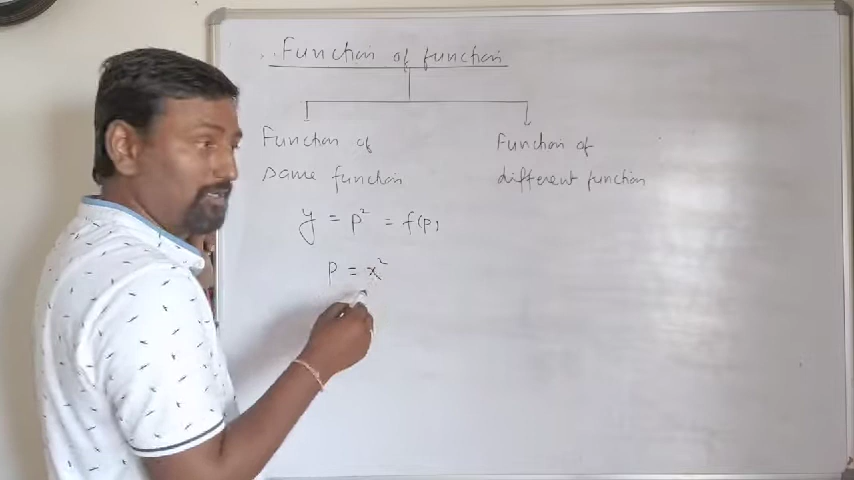 Function of function
Function of
same function
Function of
different function
y = p² = f(p)
p = x²